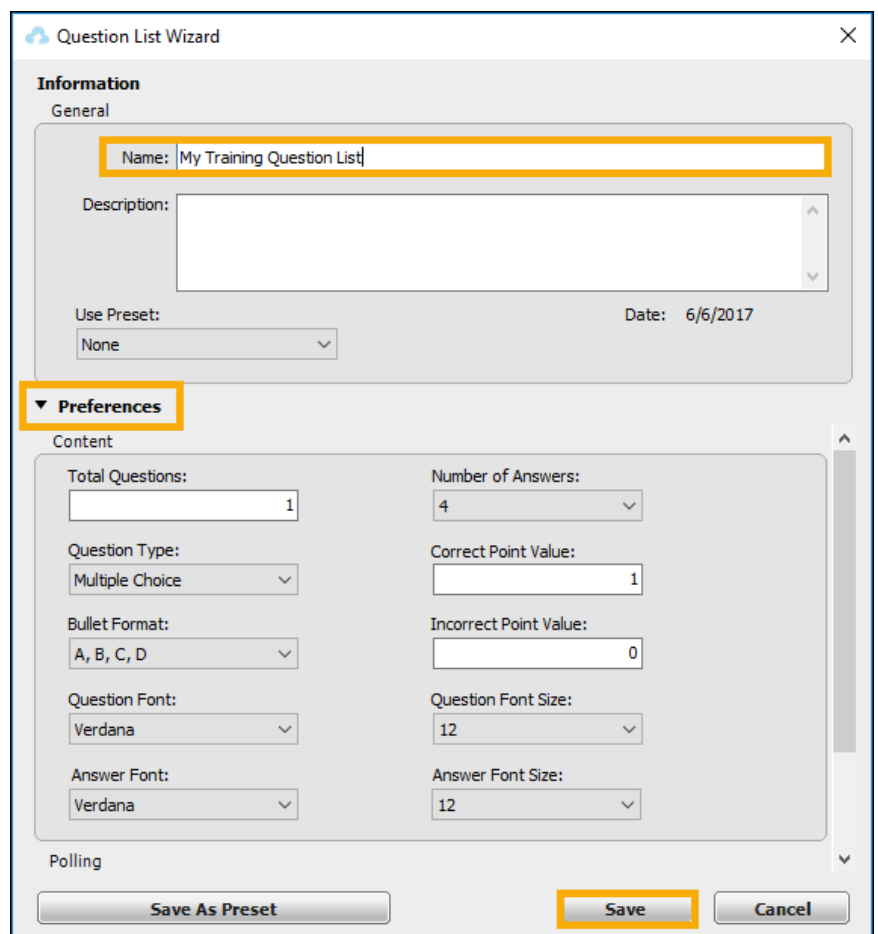 Question List Wizard
Information
General
Name: My Training Question List
Description:
Use Preset:
Date: 6/6/2017
None
Preferences
Content
Total Questions: Number of Answers:
1 4
Question Type: Correct Point Value:
Multiple Choice 1
Bullet Format: Incorrect Point Value:
A, B, C, D 0
Question Font: Question Font Size:
Verdana 12
Answer Font: Answer Font Size:
Verdana 12
Polling
Save As Preset Save Cancel